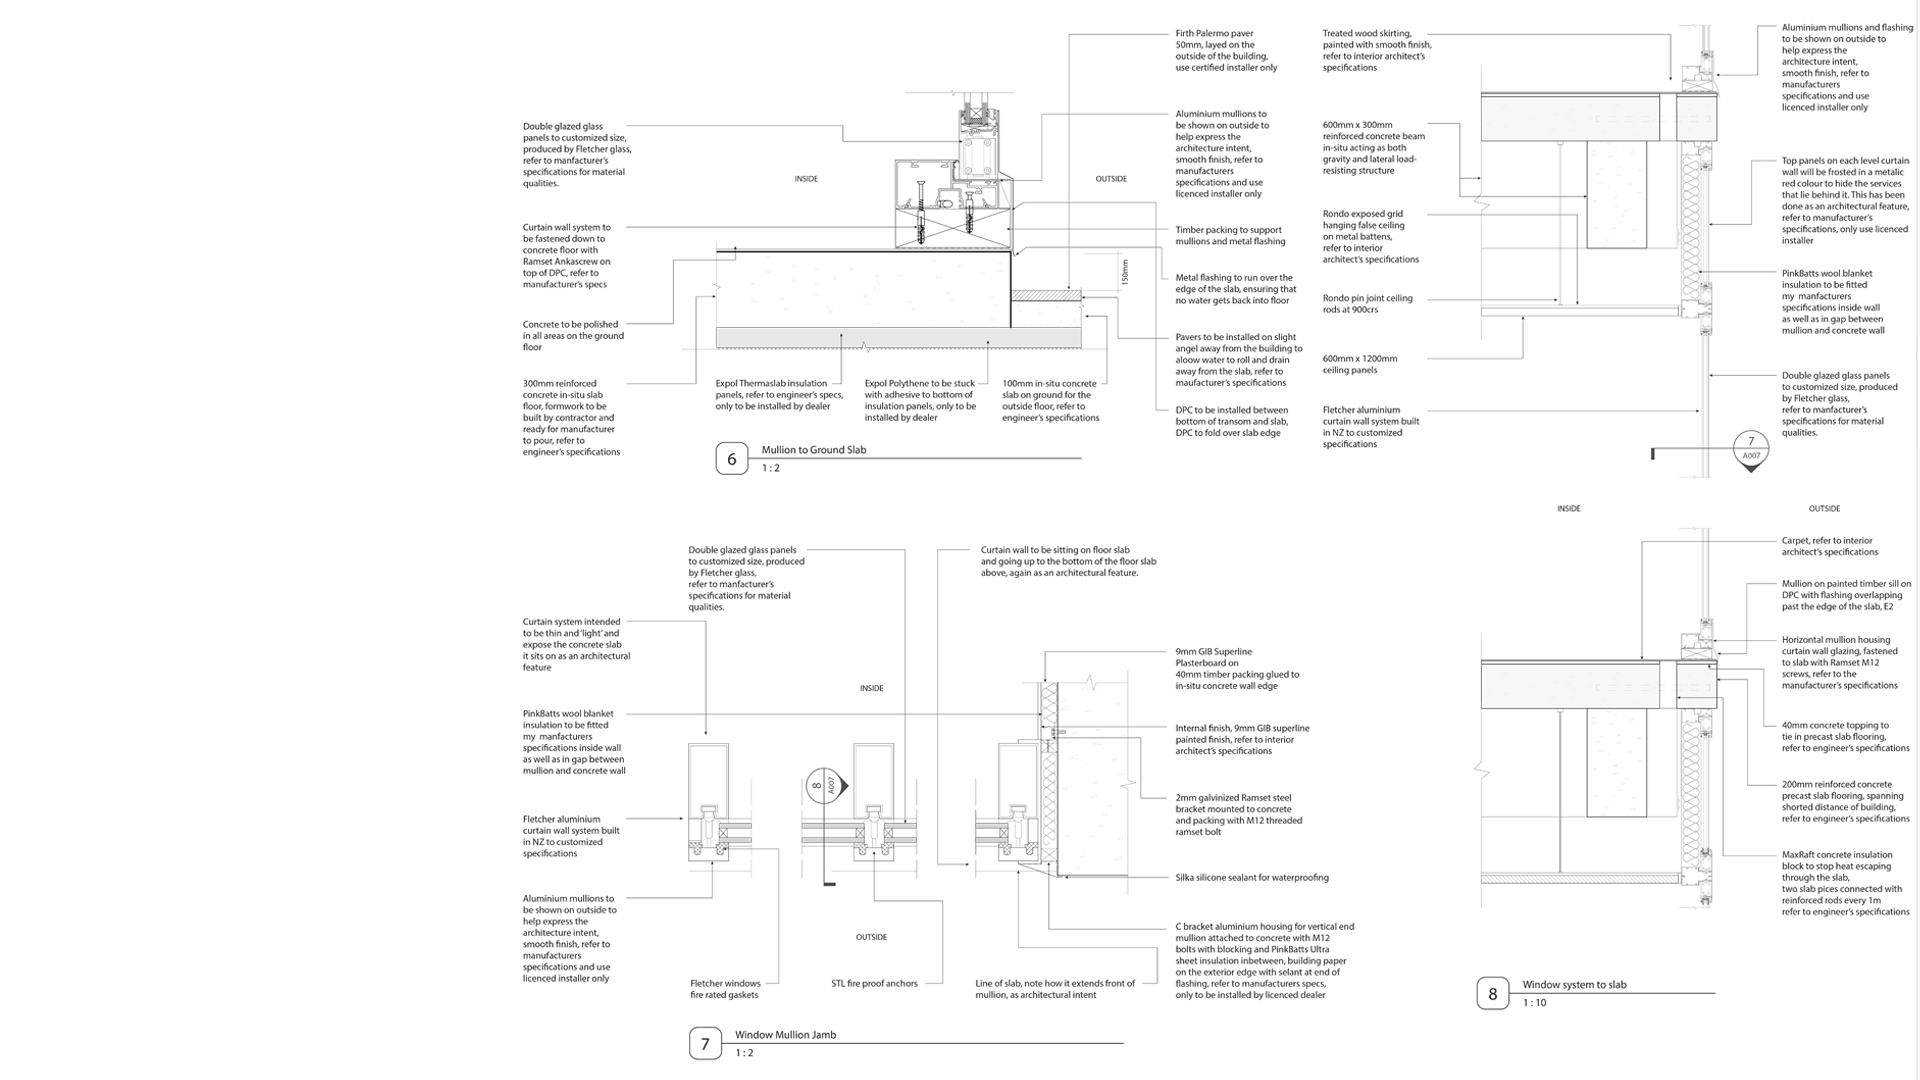 Double glazed glass
panels to customized size,
produced by Fletcher glass,
refer to manfacturer's
specifications for material
qualities.
Curtain wall system to
be fastened down to
concrete floor with
Ramset Ankascrew on
top of DPC, refer to
manufacturer's specs
Concrete to be polished
in all areas on the ground
floor
300mm reinforced
concrete in-situ slab
floor, formwork to be
built by contractor and
ready for manufacturer
to pour, refer to
engineer's specifications
INSIDE
OUTSIDE
150mm
Expol Thermaslab insulation
panels, refer to engineer's specs,
only to be installed by dealer
Expol Polythene to be stuck
with adhesive to bottom of
insulation panels, only to be
installed by dealer
100mm in-situ concrete
slab on ground for the
outside floor, refer to
engineer's specifications
6
Mullion to Ground Slab
1 : 2
Firth Palermo paver
50mm, layed on the
outside of the building,
use certified installer only
Aluminium mullions to
be shown on outside to
help express the
architecture intent,
smooth finish, refer to
manufacturers
specifications and use
licenced installer only
Timber packing to support
mullions and metal flashing
Metal flashing to run over the
edge of the slab, ensuring that
no water gets back into floor
Pavers to be installed on slight
angel away from the building to
aloow water to roll and drain
away from the slab, refer to
maufacturer's specifications
DPC to be installed between
bottom of transom and slab,
DPC to fold over slab edge
Treated wood skirting,
painted with smooth finish,
refer to interior architect's
specifications
600mm x 300mm
reinforced concrete beam
in-situ acting as both
gravity and lateral load-
resisting structure
Rondo exposed grid
hanging false ceiling
on metal battens,
refer to interior
architect's specifications
Rondo pin joint ceiling
rods at 900crs
600mm x 1200mm
ceiling panels
Fletcher aluminium
curtain wall system built
in NZ to customized
specifications
Aluminium mullions and flashing
to be shown on outside to
help express the
architecture intent,
smooth finish, refer to
manufacturers
specifications and use
licenced installer only
Top panels on each level curtain
wall will be frosted in a metalic
red colour to hide the services
that lie behind it. This has been
done as an architectural feature,
refer to manufacturer's
specifications, only use licenced
installer
PinkBatts wool blanket
insulation to be fitted
my manfacturers
specifications inside wall
as well as in gap between
mullion and concrete wall
Double glazed glass panels
to customized size, produced
by Fletcher glass,
refer to manfacturer's
specifications for material
qualities.
7
A007
INSIDE
OUTSIDE
Carpet, refer to interior
architect's specifications
Mullion on painted timber sill on
DPC with flashing overlapping
past the edge of the slab, E2
Horizontal mullion housing
curtain wall glazing, fastened
to slab with Ramset M12
screws, refer to the
manufacturer's specifications
40mm concrete topping to
tie in precast slab flooring,
refer to engineer's specifications
200mm reinforced concrete
precast slab flooring, spanning
shorted distance of building,
refer to engineer's specifications
MaxRaft concrete insulation
block to stop heat escaping
through the slab,
two slab pices connected with
reinforced rods every 1m
refer to engineer's specifications
8
Window system to slab
1 : 10
Double glazed glass panels
to customized size, produced
by Fletcher glass,
refer to manfacturer's
specifications for material
qualities.
Curtain wall to be sitting on floor slab
and going up to the bottom of the floor slab
above, again as an architectural feature.
Curtain system intended
to be thin and 'light' and
expose the concrete slab
it sits on as an architectural
feature
INSIDE
PinkBatts wool blanket
insulation to be fitted
my manfacturers
specifications inside wall
as well as in gap between
mullion and concrete wall
8
A007
Fletcher aluminium
curtain wall system built
in NZ to customized
specifications
Aluminium mullions to
be shown on outside to
help express the
architecture intent,
smooth finish, refer to
manufacturers
specifications and use
licenced installer only
OUTSIDE
Fletcher windows
fire rated gaskets
STL fire proof anchors
Line of slab, note how it extends front of
mullion, as architectural intent
9mm GIB Superline
Plasterboard on
40mm timber packing glued to
in-situ concrete wall edge
Internal finish, 9mm GIB superline
painted finish, refer to interior
architect's specifications
2mm galvinized Ramset steel
bracket mounted to concrete
and packing with M12 threaded
ramset bolt
Silka silicone sealant for waterproofing
C bracket aluminium housing for vertical end
mullion attached to concrete with M12
bolts with blocking and PinkBatts Ultra
sheet insulation inbetween, building paper
on the exterior edge with selant at end of
flashing, refer to manufacturers specs,
only to be installed by licenced dealer
7
Window Mullion Jamb
1 : 2